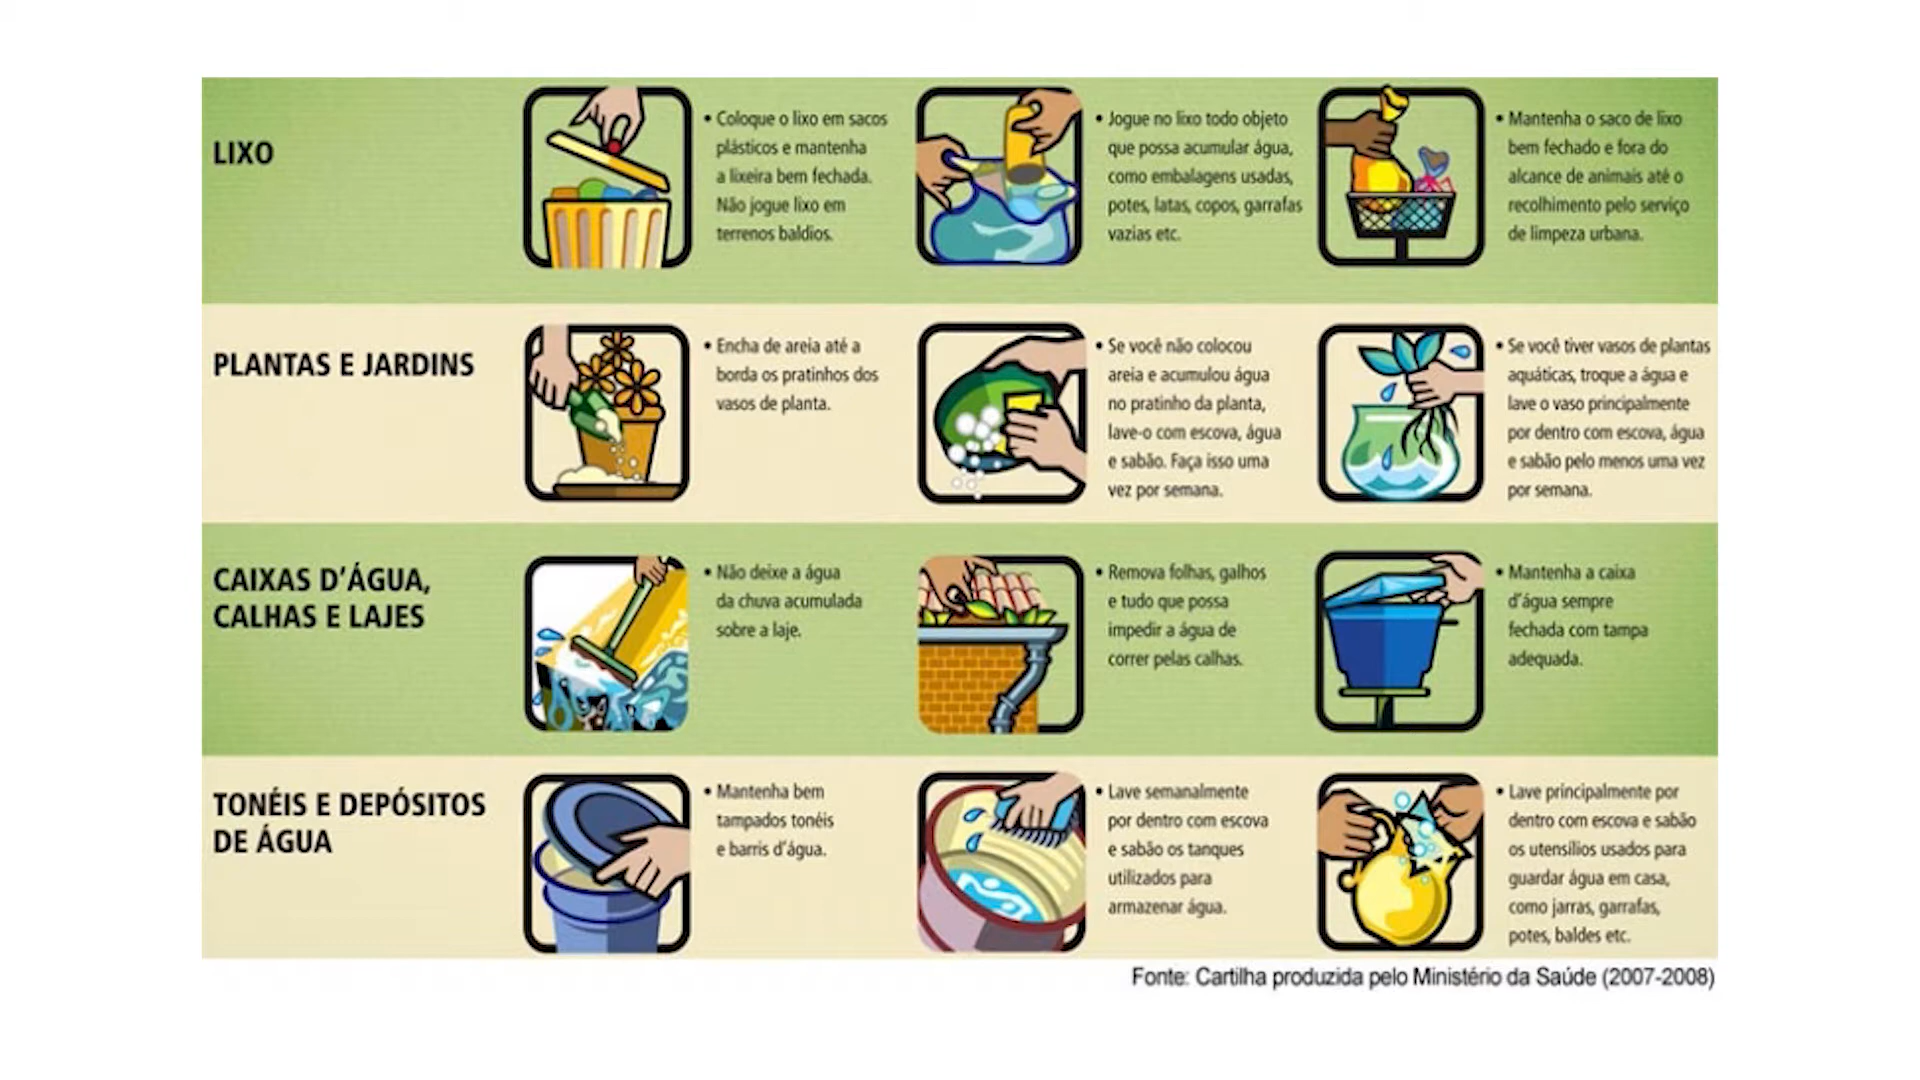 LIXO
• Coloque o lixo em sacos
plásticos e mantenha
a lixeira bem fechada.
Não jogue lixo em
terrenos baldios.
• Jogue no lixo todo objeto
que possa acumular água,
como embalagens usadas,
potes, latas, copos, garrafas
vazias etc.
• Mantenha o saco de lixo
bem fechado e fora do
alcance de animais até o
recolhimento pelo serviço
de limpeza urbana.
PLANTAS E JARDINS
• Encha de areia até a
borda os pratinhos dos
vasos de planta.
• Se você não colocou
areia e acumulou água
no pratinho da planta,
lave-o com escova, água
e sabão. Faça isso uma
vez por semana.
• Se você tiver vasos de plantas
aquáticas, troque a água e
lave o vaso principalmente
por dentro com escova, água
e sabão pelo menos uma vez
por semana.
CAIXAS D'ÁGUA,
CALHAS E LAJES
• Não deixe a água
da chuva acumulada
sobre a laje.
• Remova folhas, galhos
e tudo que possa
impedir a água de
correr pelas calhas.
• Mantenha a caixa
d'água sempre
fechada com tampa
adequada.
TONÉIS E DEPÓSITOS
DE ÁGUA
• Mantenha bem
tampados tonéis
e barris d'água.
• Lave semanalmente
por dentro com escova
e sabão os tanques
utilizados para
armazenar água.
• Lave principalmente por
dentro com escova e sabão
os utensílios usados para
guardar água em casa,
como jarras, garrafas,
potes, baldes etc.
Fonte: Cartilha produzida pelo Ministério da Saúde (2007-2008)